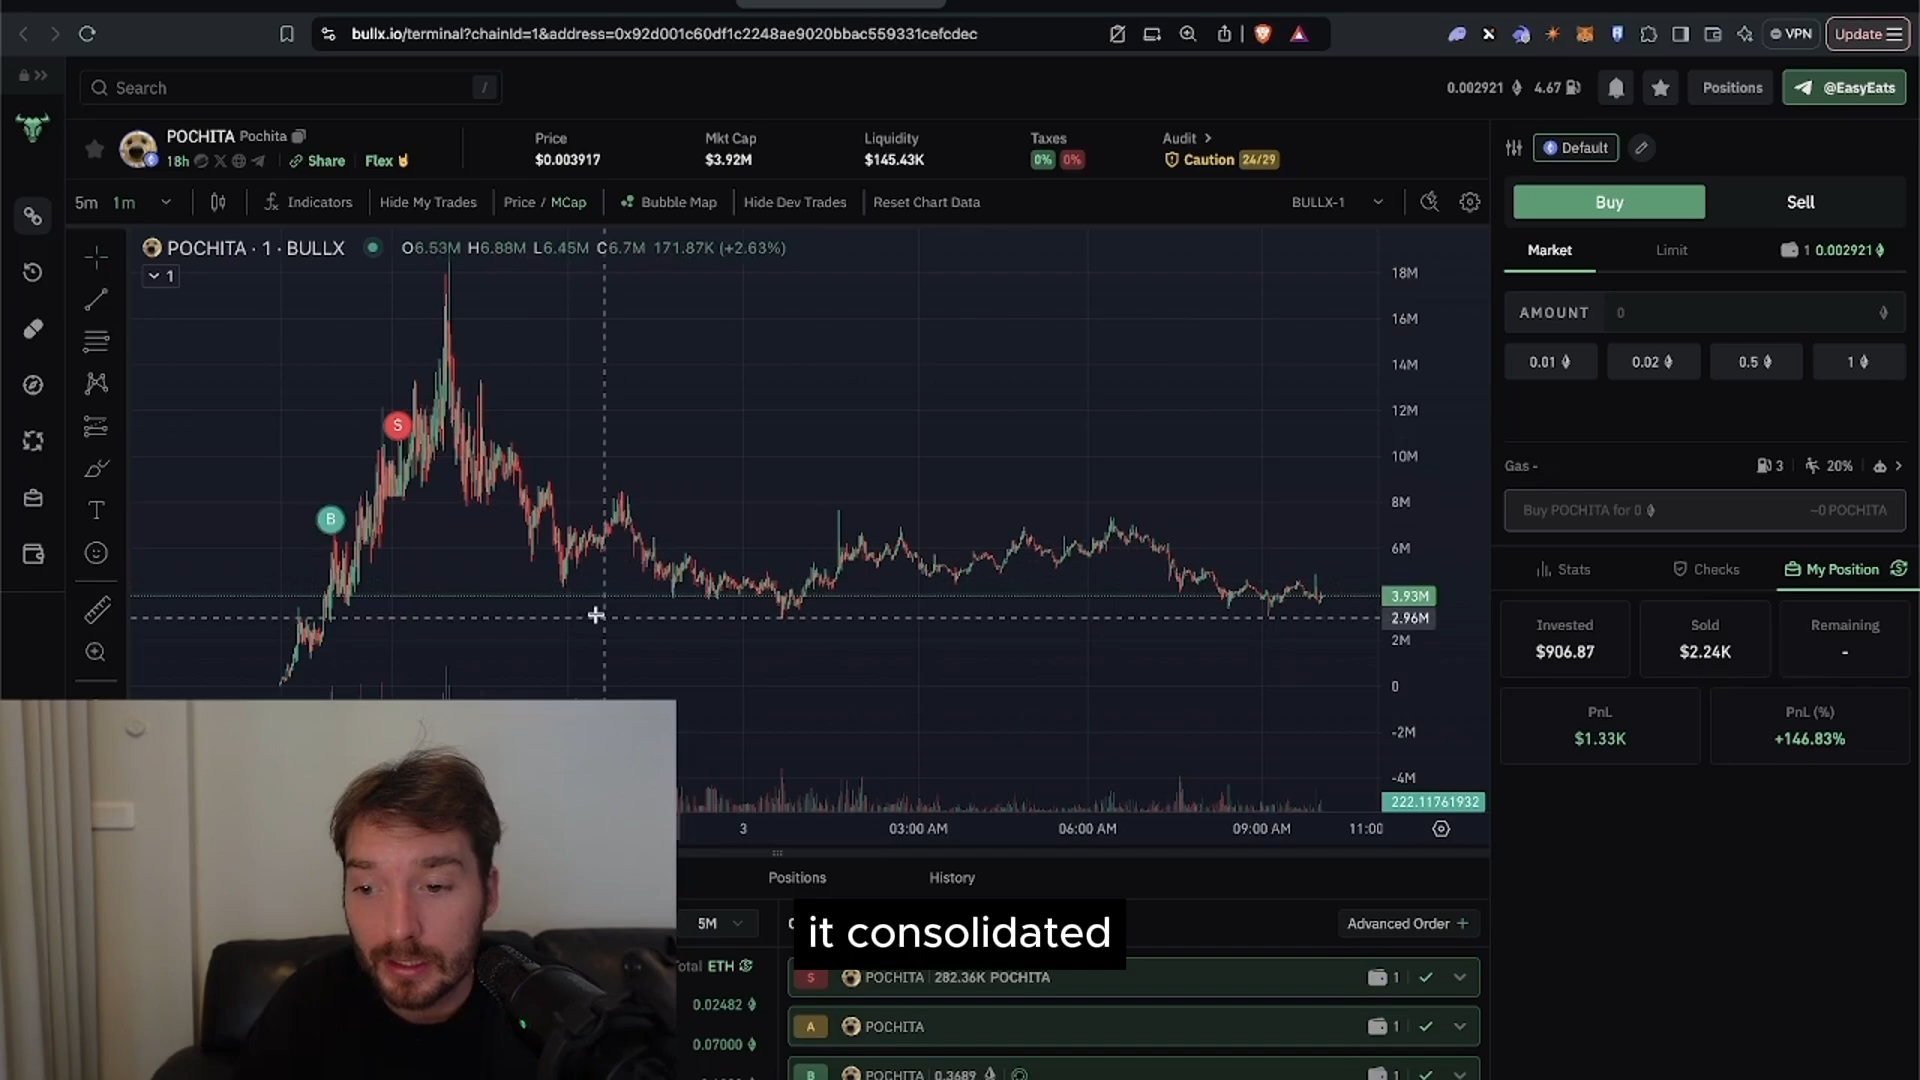 bullx.io/terminal?chainId=1&address=0x92d001c60df1c2248ae9020bbac559331cefcdec
VPN
Update
Search
/
0.002921
4.67
Positions
@EasyEats
POCHITA Pochita
18h
Share
Flex
Price
$0.003917
Mkt Cap
$3.92M
Liquidity
$145.43K
Taxes
0% 0%
Audit
Caution 24/29
Default
5m 1m
Indicators
Hide My Trades
Price / MCap
Bubble Map
Hide Dev Trades
Reset Chart Data
BULLX-1
Buy
Sell
POCHITA · 1 · BULLX
O6.53M H6.88M L6.45M C6.7M 171.87K (+2.63%)
1
Market
Limit
1 0.002921
AMOUNT 0
0.01
0.02
0.5
1
Gas -
3
20%
Buy POCHITA for 0
~0 POCHITA
Stats
Checks
My Position
Invested
$906.87
Sold
$2.24K
Remaining
-
PnL
$1.33K
PnL (%)
+146.83%
S
B
18M
16M
14M
12M
10M
8M
6M
3.93M
2.96M
2M
0
-2M
-4M
222.11761932
3
03:00 AM
06:00 AM
09:00 AM
11:00
Positions
History
5M
Advanced Order +
it consolidated
otal ETH
0.02482
0.07000
S POCHITA 282.36K POCHITA
1
A POCHITA
1
B POCHITA 0.3689
1